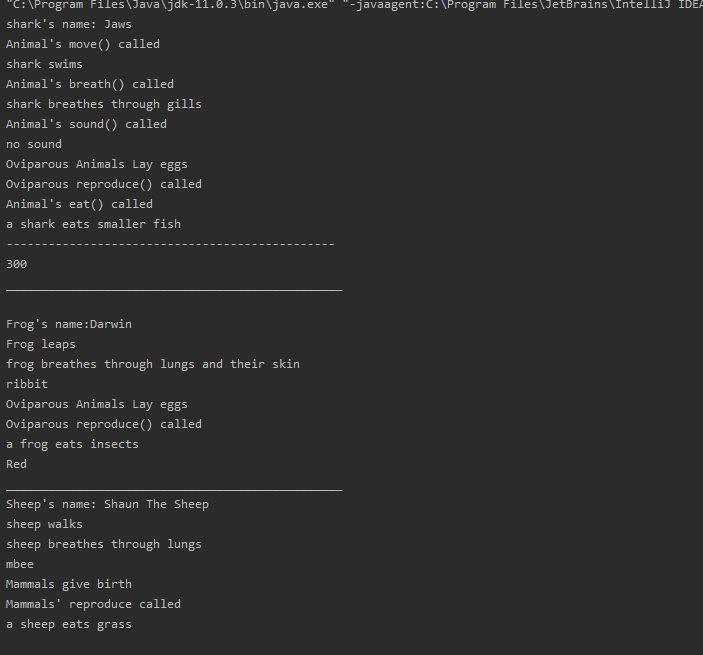 "C:\Program Files\Java\jdk-11.0.3\bin\java.exe" "-javaagent:C:\Program Files\JetBrains\IntelliJ IDEA
shark's name: Jaws
Animal's move() called
shark swims
Animal's breath() called
shark breathes through gills
Animal's sound() called
no sound
Oviparous Animals Lay eggs
Oviparous reproduce() called
Animal's eat() called
a shark eats smaller fish
-----------------------------------------------
300
________________________________________________
Frog's name:Darwin
Frog leaps
frog breathes through lungs and their skin
ribbit
Oviparous Animals Lay eggs
Oviparous reproduce() called
a frog eats insects
Red
________________________________________________
Sheep's name: Shaun The Sheep
sheep walks
sheep breathes through lungs
mbee
Mammals give birth
Mammals' reproduce called
a sheep eats grass